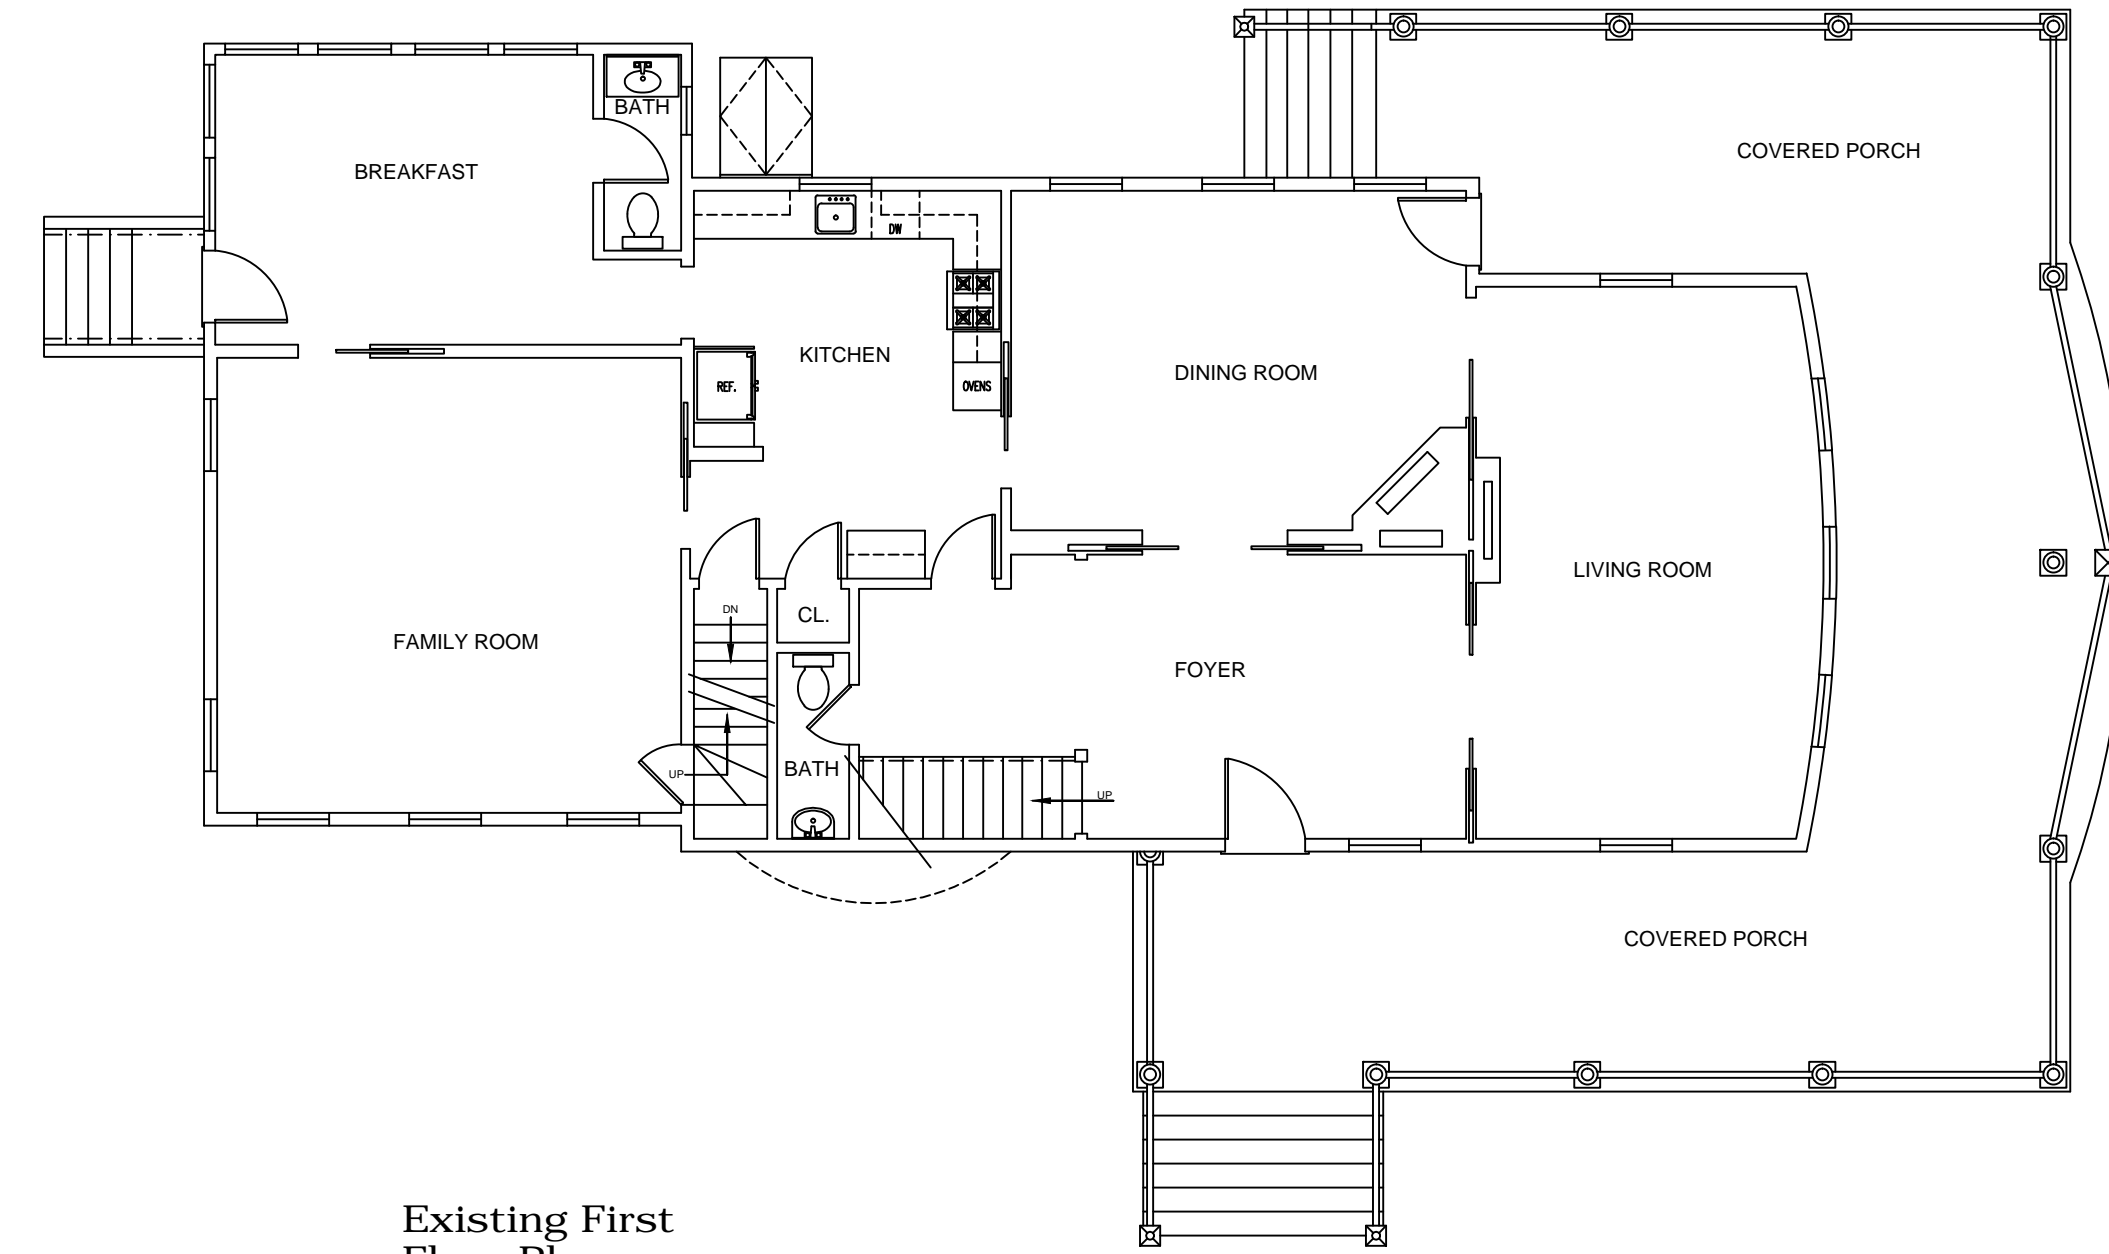 COVERED PORCH
BATH
BREAKFAST
DW
KITCHEN
DINING ROOM
REF.
OVENS
LIVING ROOM
DN
CL.
FAMILY ROOM
FOYER
UP
BATH
UP
COVERED PORCH
Existing First